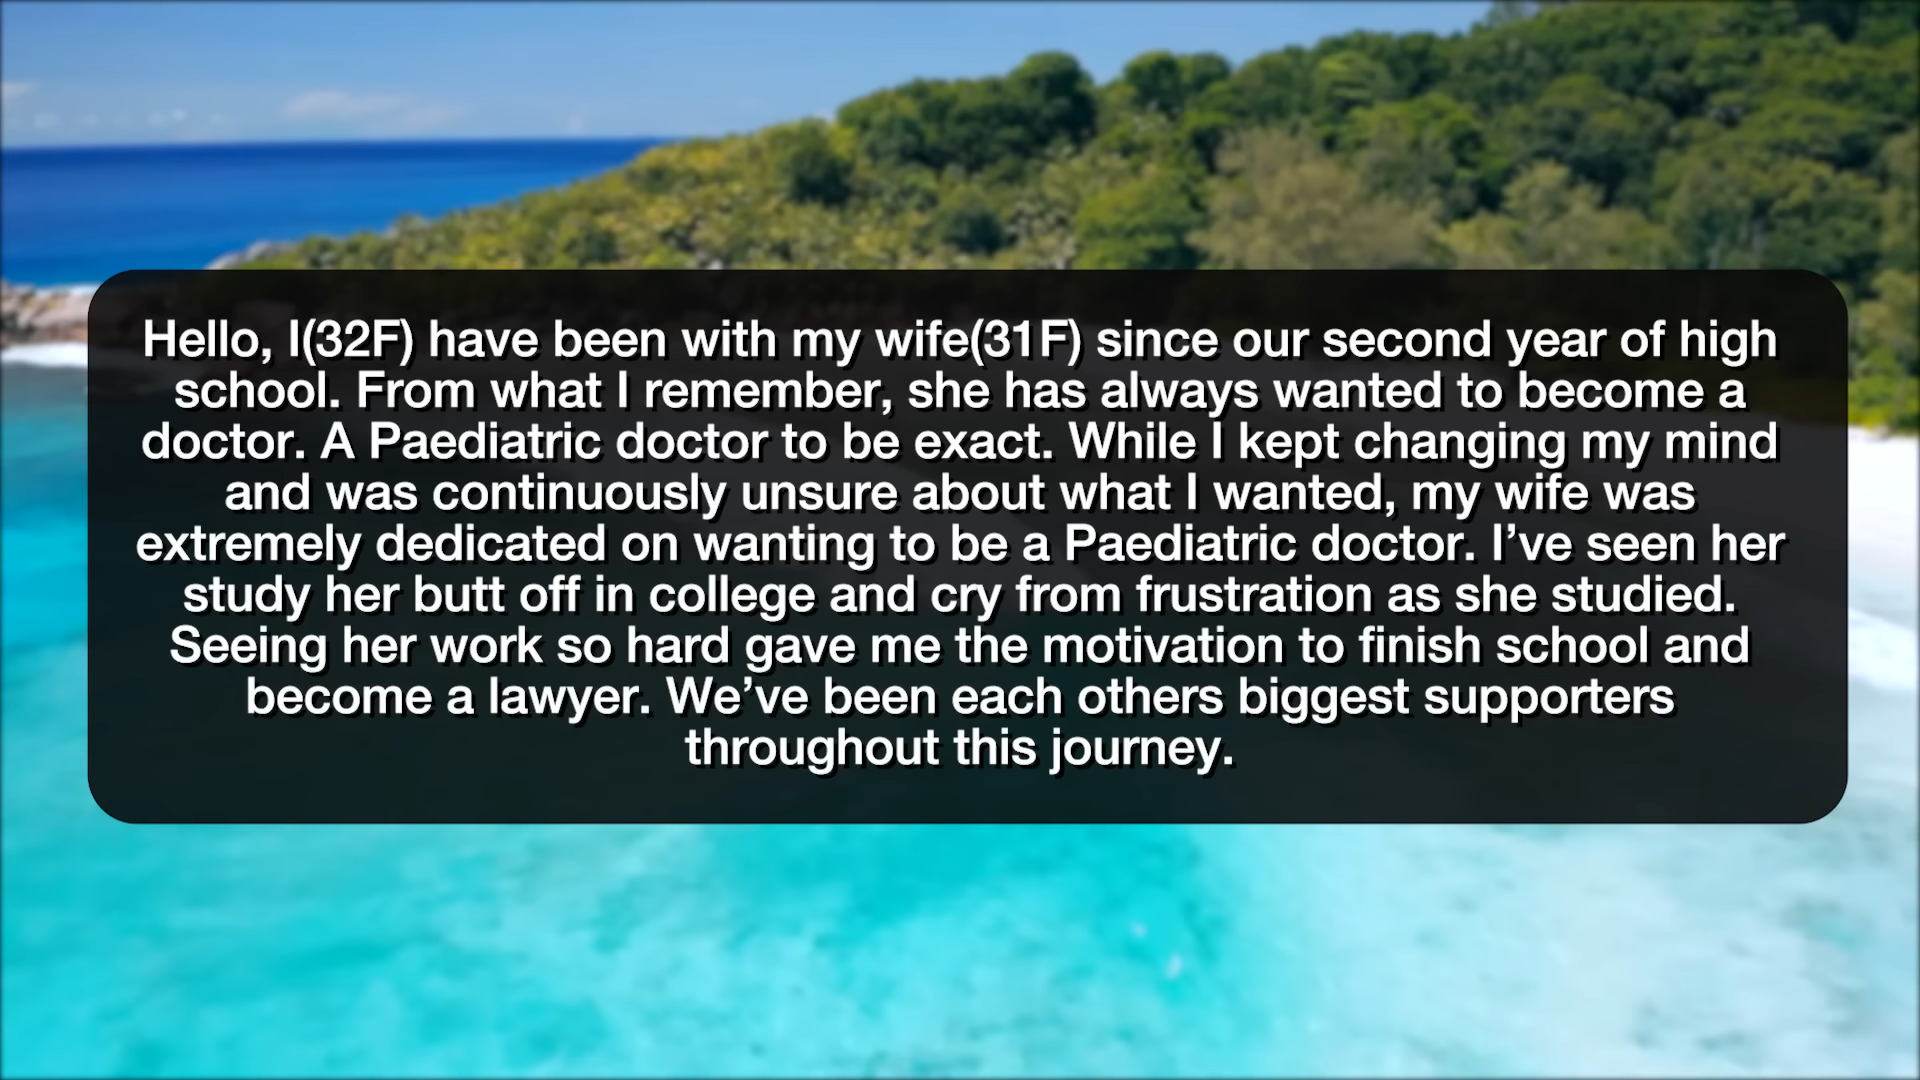 Hello, I(32F) have been with my wife(31F) since our second year of high
school. From what I remember, she has always wanted to become a
doctor. A Paediatric doctor to be exact. While I kept changing my mind
and was continuously unsure about what I wanted, my wife was
extremely dedicated on wanting to be a Paediatric doctor. I’ve seen her
study her butt off in college and cry from frustration as she studied.
Seeing her work so hard gave me the motivation to finish school and
become a lawyer. We’ve been each others biggest supporters
throughout this journey.